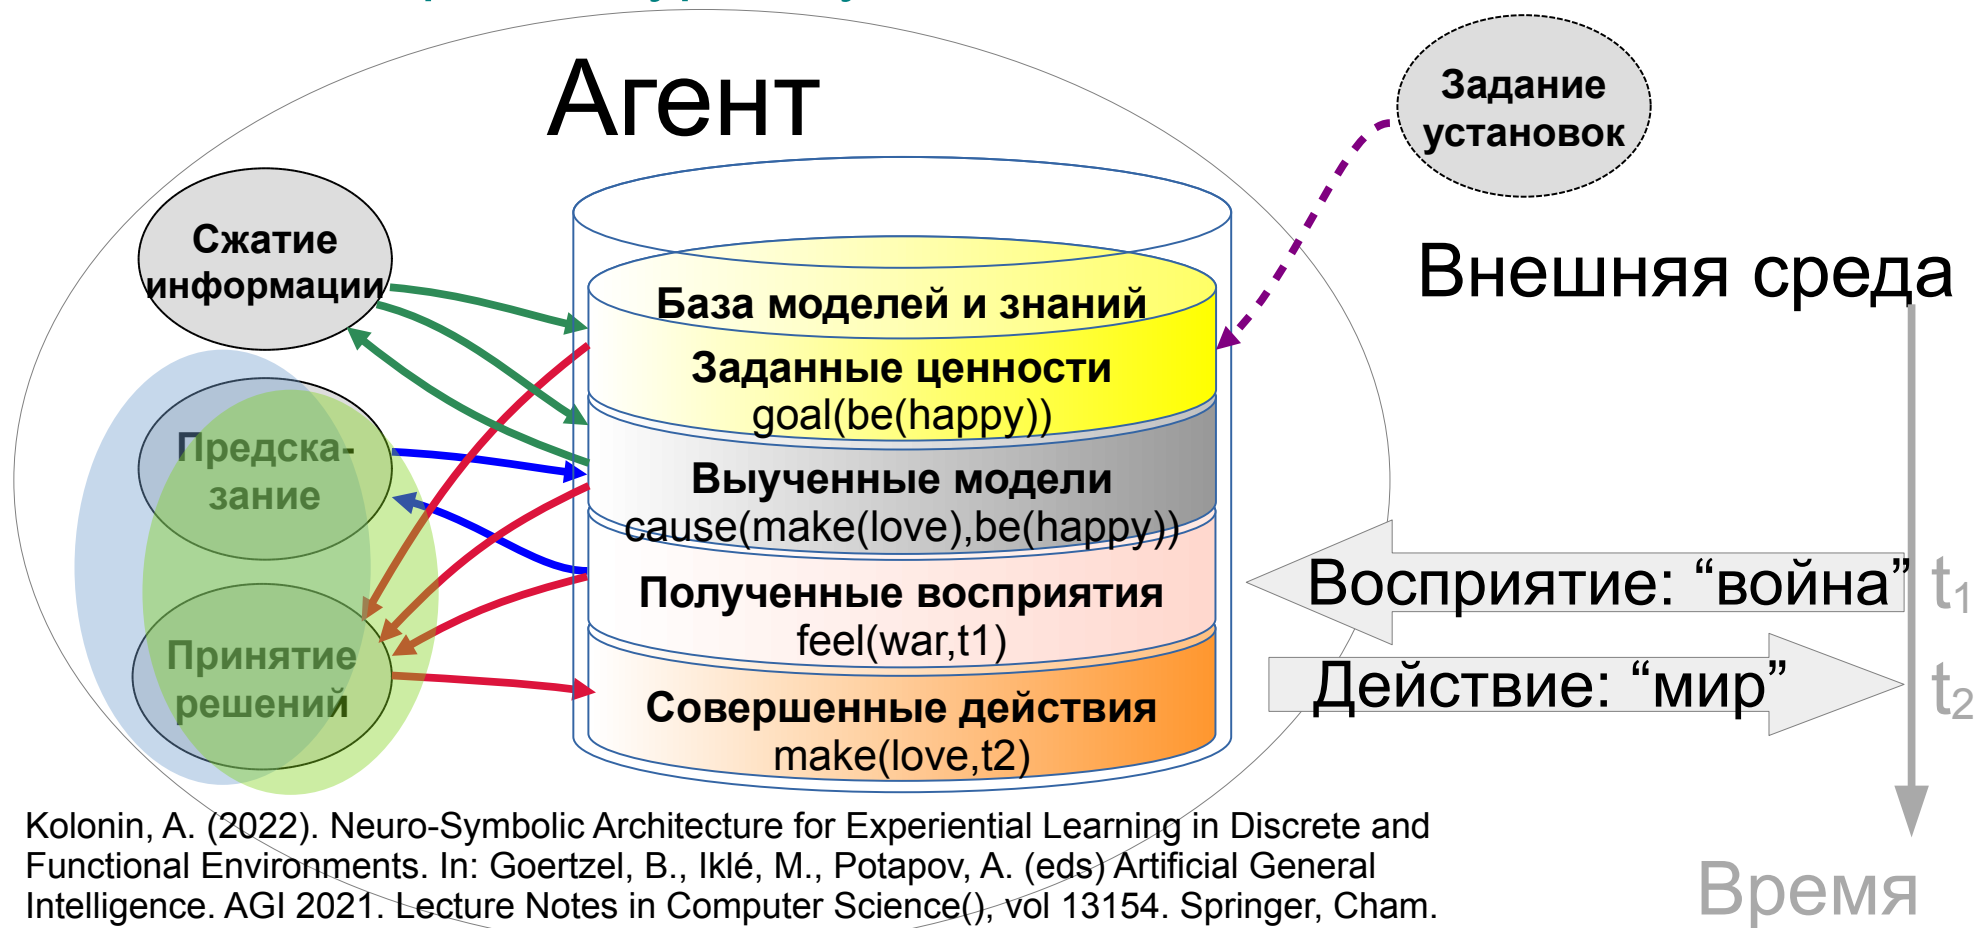 Агент
Задание
установок
Сжатие
информации
Внешняя среда
База моделей и знаний
Заданные ценности
goal(be(happy))
Предска-
зание
Выученные модели
cause(make(love),be(happy))
Восприятие: “война”
t1
Полученные восприятия
feel(war,t1)
Принятие
решений
Действие: “мир”
t2
Совершенные действия
make(love,t2)
Kolonin, A. (2022). Neuro-Symbolic Architecture for Experiential Learning in Discrete and
Functional Environments. In: Goertzel, B., Iklé, M., Potapov, A. (eds) Artificial General
Intelligence. AGI 2021. Lecture Notes in Computer Science(), vol 13154. Springer, Cham.
Время